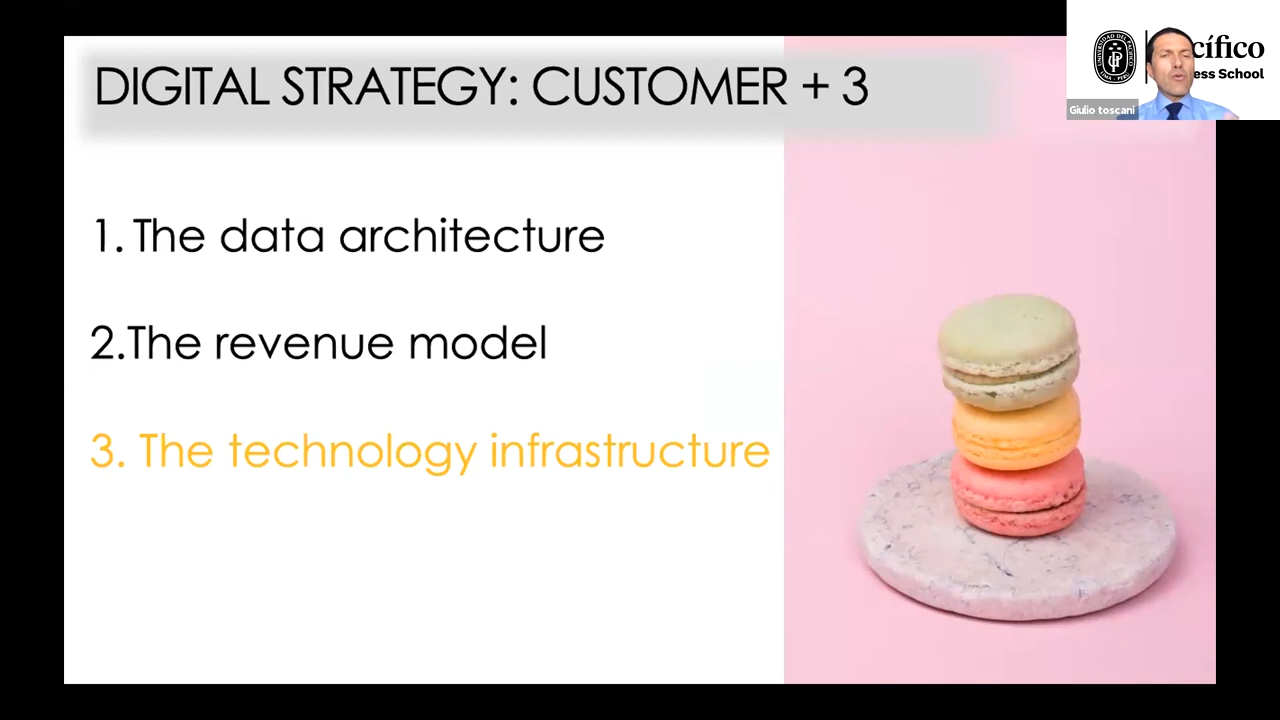 DIGITAL STRATEGY: CUSTOMER + 3
1. The data architecture
2.The revenue model
3. The technology infrastructure
cífico
ess School
Giulio toscani